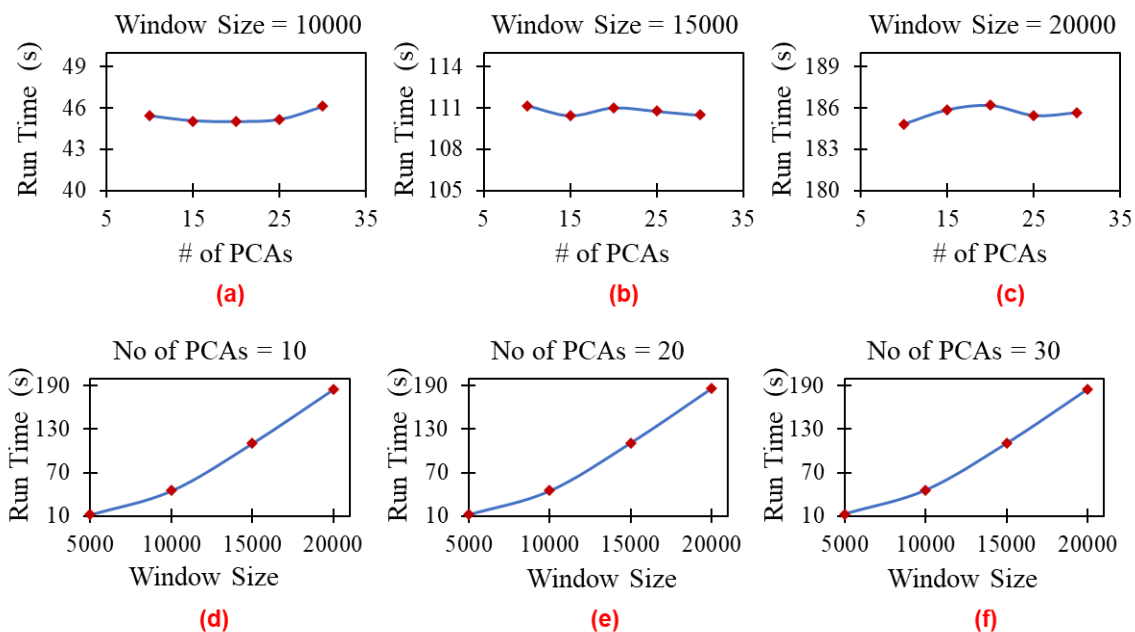 Window Size = 10000
Run Time (s)
49
46
43
40
5 15 25 35
# of PCAs
(a)
Window Size = 15000
Run Time (s)
114
111
108
105
5 15 25 35
# of PCAs
(b)
Window Size = 20000
Run Time (s)
189
186
183
180
5 15 25 35
# of PCAs
(c)
No of PCAs = 10
Run Time (s)
190
130
70
10
5000 10000 15000 20000
Window Size
(d)
No of PCAs = 20
Run Time (s)
190
130
70
10
5000 10000 15000 20000
Window Size
(e)
No of PCAs = 30
Run Time (s)
190
130
70
10
5000 10000 15000 20000
Window Size
(f)